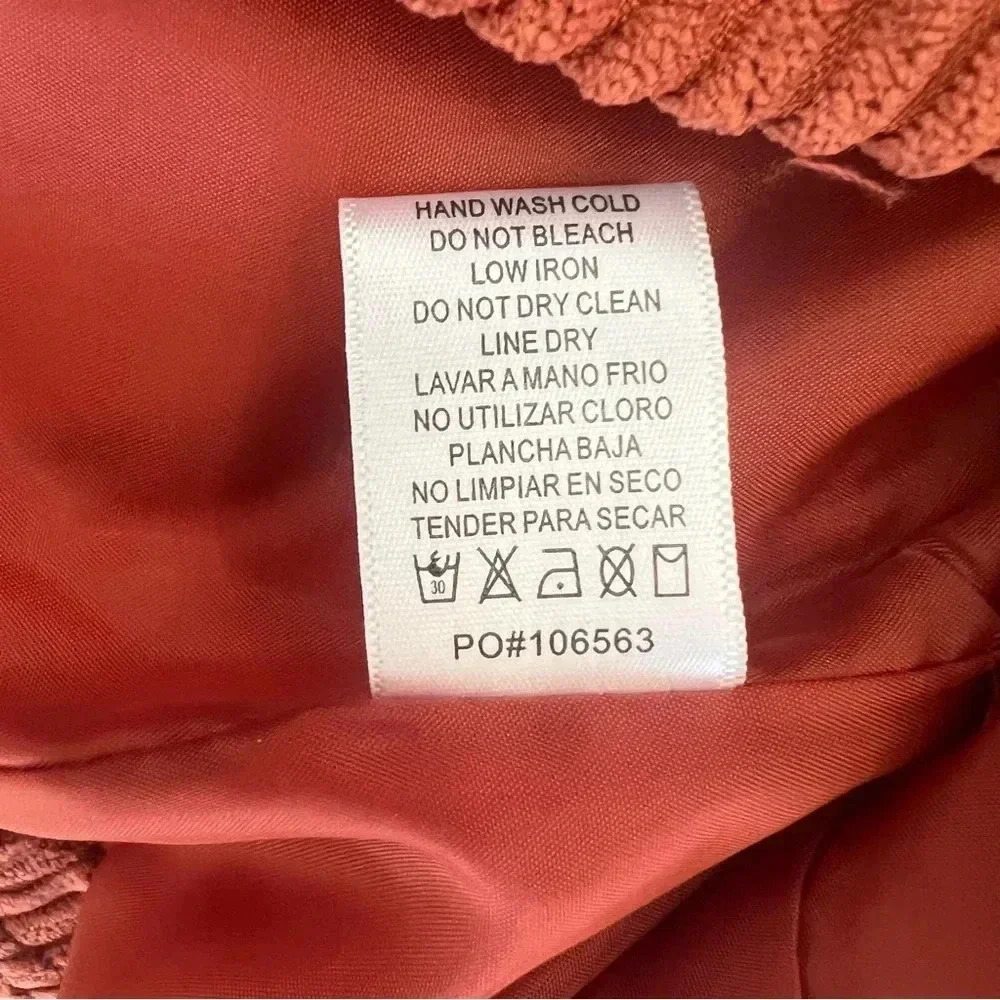 HAND WASH COLD
DO NOT BLEACH
LOW IRON
DO NOT DRY CLEAN
LINE DRY
LAVAR A MANO FRIO
NO UTILIZAR CLORO
PLANCHA BAJA
NO LIMPIAR EN SECO
TENDER PARA SECAR
30
PO#106563